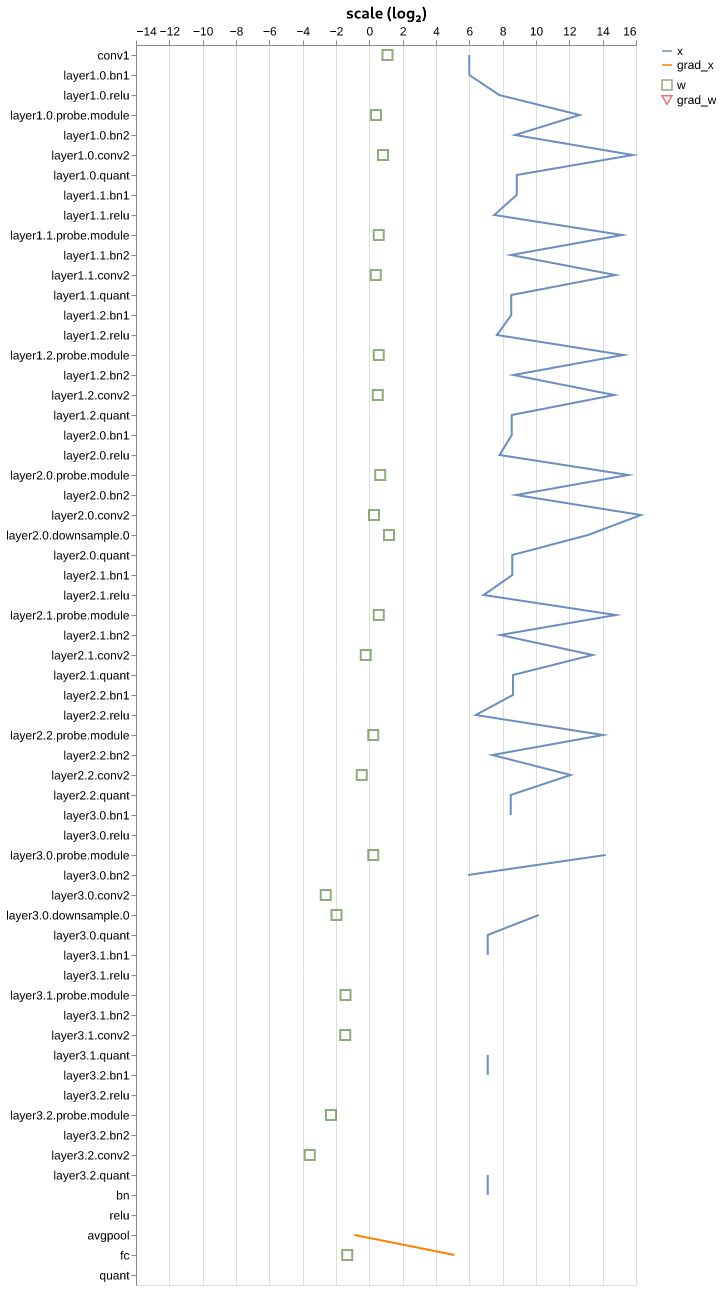 scale (log₂)
−14 −12 −10 −8 −6 −4 −2 0 2 4 6 8 10 12 14 16
x
grad_x
w
grad_w
conv1
layer1.0.bn1
layer1.0.relu
layer1.0.probe.module
layer1.0.bn2
layer1.0.conv2
layer1.0.quant
layer1.1.bn1
layer1.1.relu
layer1.1.probe.module
layer1.1.bn2
layer1.1.conv2
layer1.1.quant
layer1.2.bn1
layer1.2.relu
layer1.2.probe.module
layer1.2.bn2
layer1.2.conv2
layer1.2.quant
layer2.0.bn1
layer2.0.relu
layer2.0.probe.module
layer2.0.bn2
layer2.0.conv2
layer2.0.downsample.0
layer2.0.quant
layer2.1.bn1
layer2.1.relu
layer2.1.probe.module
layer2.1.bn2
layer2.1.conv2
layer2.1.quant
layer2.2.bn1
layer2.2.relu
layer2.2.probe.module
layer2.2.bn2
layer2.2.conv2
layer2.2.quant
layer3.0.bn1
layer3.0.relu
layer3.0.probe.module
layer3.0.bn2
layer3.0.conv2
layer3.0.downsample.0
layer3.0.quant
layer3.1.bn1
layer3.1.relu
layer3.1.probe.module
layer3.1.bn2
layer3.1.conv2
layer3.1.quant
layer3.2.bn1
layer3.2.relu
layer3.2.probe.module
layer3.2.bn2
layer3.2.conv2
layer3.2.quant
bn
relu
avgpool
fc
quant